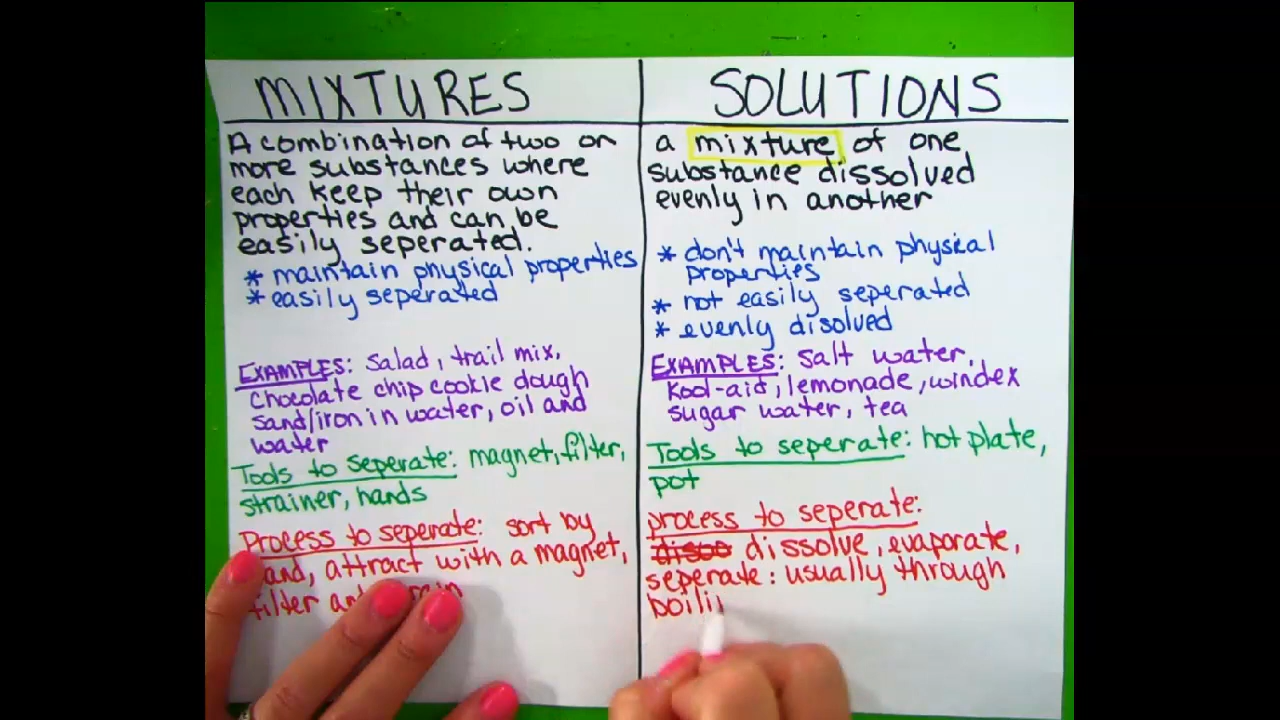 MIXTURES
A combination of two or
more substances where
each keep their own
properties and can be
easily seperated.
* maintain physical properties
* easily seperated
EXAMPLES: salad, trail mix,
chocolate chip cookie dough
sand/iron in water, oil and
water
Tools to seperate: magnet, filter,
strainer, hands
Process to seperate: sort by
attract with a magnet,
filter
SOLUTIONS
a mixture of one
substance dissolved
evenly in another
* don't maintain physical
properties
* not easily seperated
* evenly disolved
EXAMPLES: salt water,
Kool-aid, lemonade, windex
sugar water, tea
Tools to seperate: hot plate,
pot
process to seperate:
dissolve, evaporate,
seperate: usually through